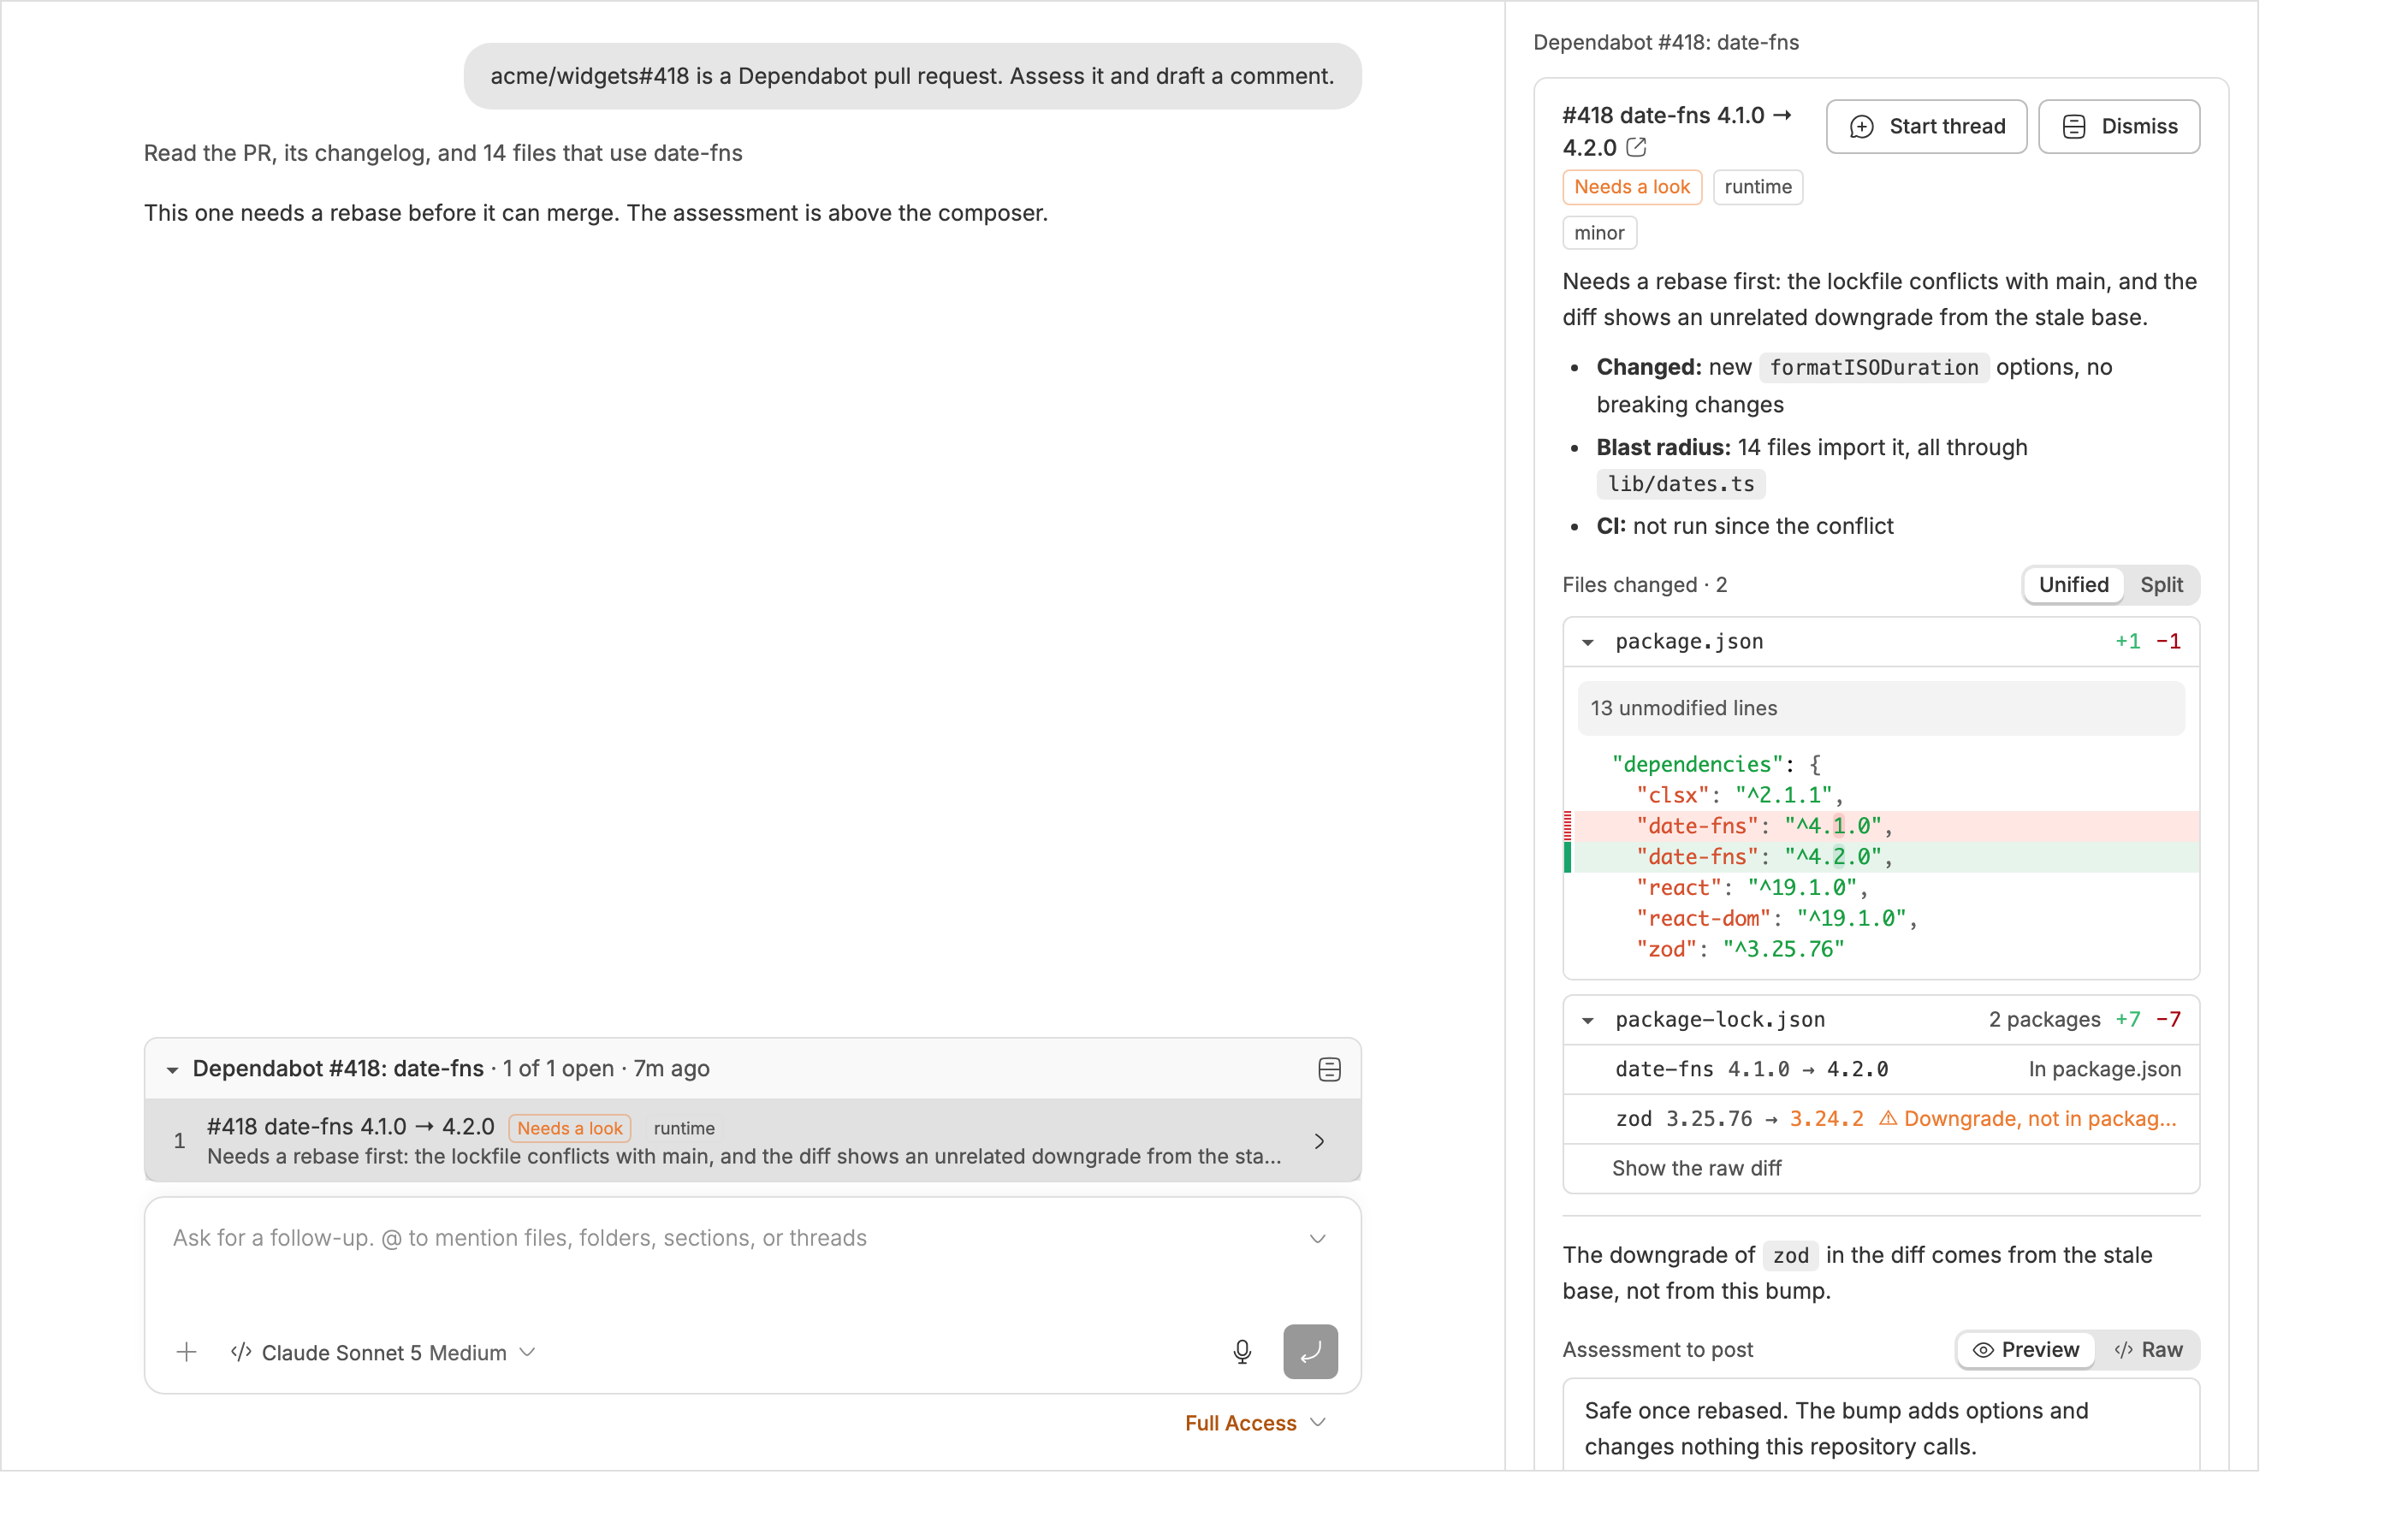 acme/widgets#418 is a Dependabot pull request. Assess it and draft a comment.
Read the PR, its changelog, and 14 files that use date-fns
This one needs a rebase before it can merge. The assessment is above the composer.
Dependabot #418: date-fns · 1 of 1 open · 7m ago
1
#418 date-fns 4.1.0 → 4.2.0 Needs a look runtime
Needs a rebase first: the lockfile conflicts with main, and the diff shows an unrelated downgrade from the sta...
Ask for a follow-up. @ to mention files, folders, sections, or threads
Claude Sonnet 5 Medium
Full Access
Dependabot #418: date-fns
#418 date-fns 4.1.0 →
4.2.0
Start thread
Dismiss
Needs a look runtime
minor
Needs a rebase first: the lockfile conflicts with main, and the
diff shows an unrelated downgrade from the stale base.
• Changed: new formatISODuration options, no
breaking changes
• Blast radius: 14 files import it, all through
lib/dates.ts
• CI: not run since the conflict
Files changed · 2
Unified Split
package.json +1 −1
13 unmodified lines
"dependencies": {
"clsx": "^2.1.1",
"date-fns": "^4.1.0",
"date-fns": "^4.2.0",
"react": "^19.1.0",
"react-dom": "^19.1.0",
"zod": "^3.25.76"
package-lock.json 2 packages +7 −7
date-fns 4.1.0 → 4.2.0 In package.json
zod 3.25.76 → 3.24.2 ⚠ Downgrade, not in packag...
Show the raw diff
The downgrade of zod in the diff comes from the stale
base, not from this bump.
Assessment to post
Preview </> Raw
Safe once rebased. The bump adds options and
changes nothing this repository calls.